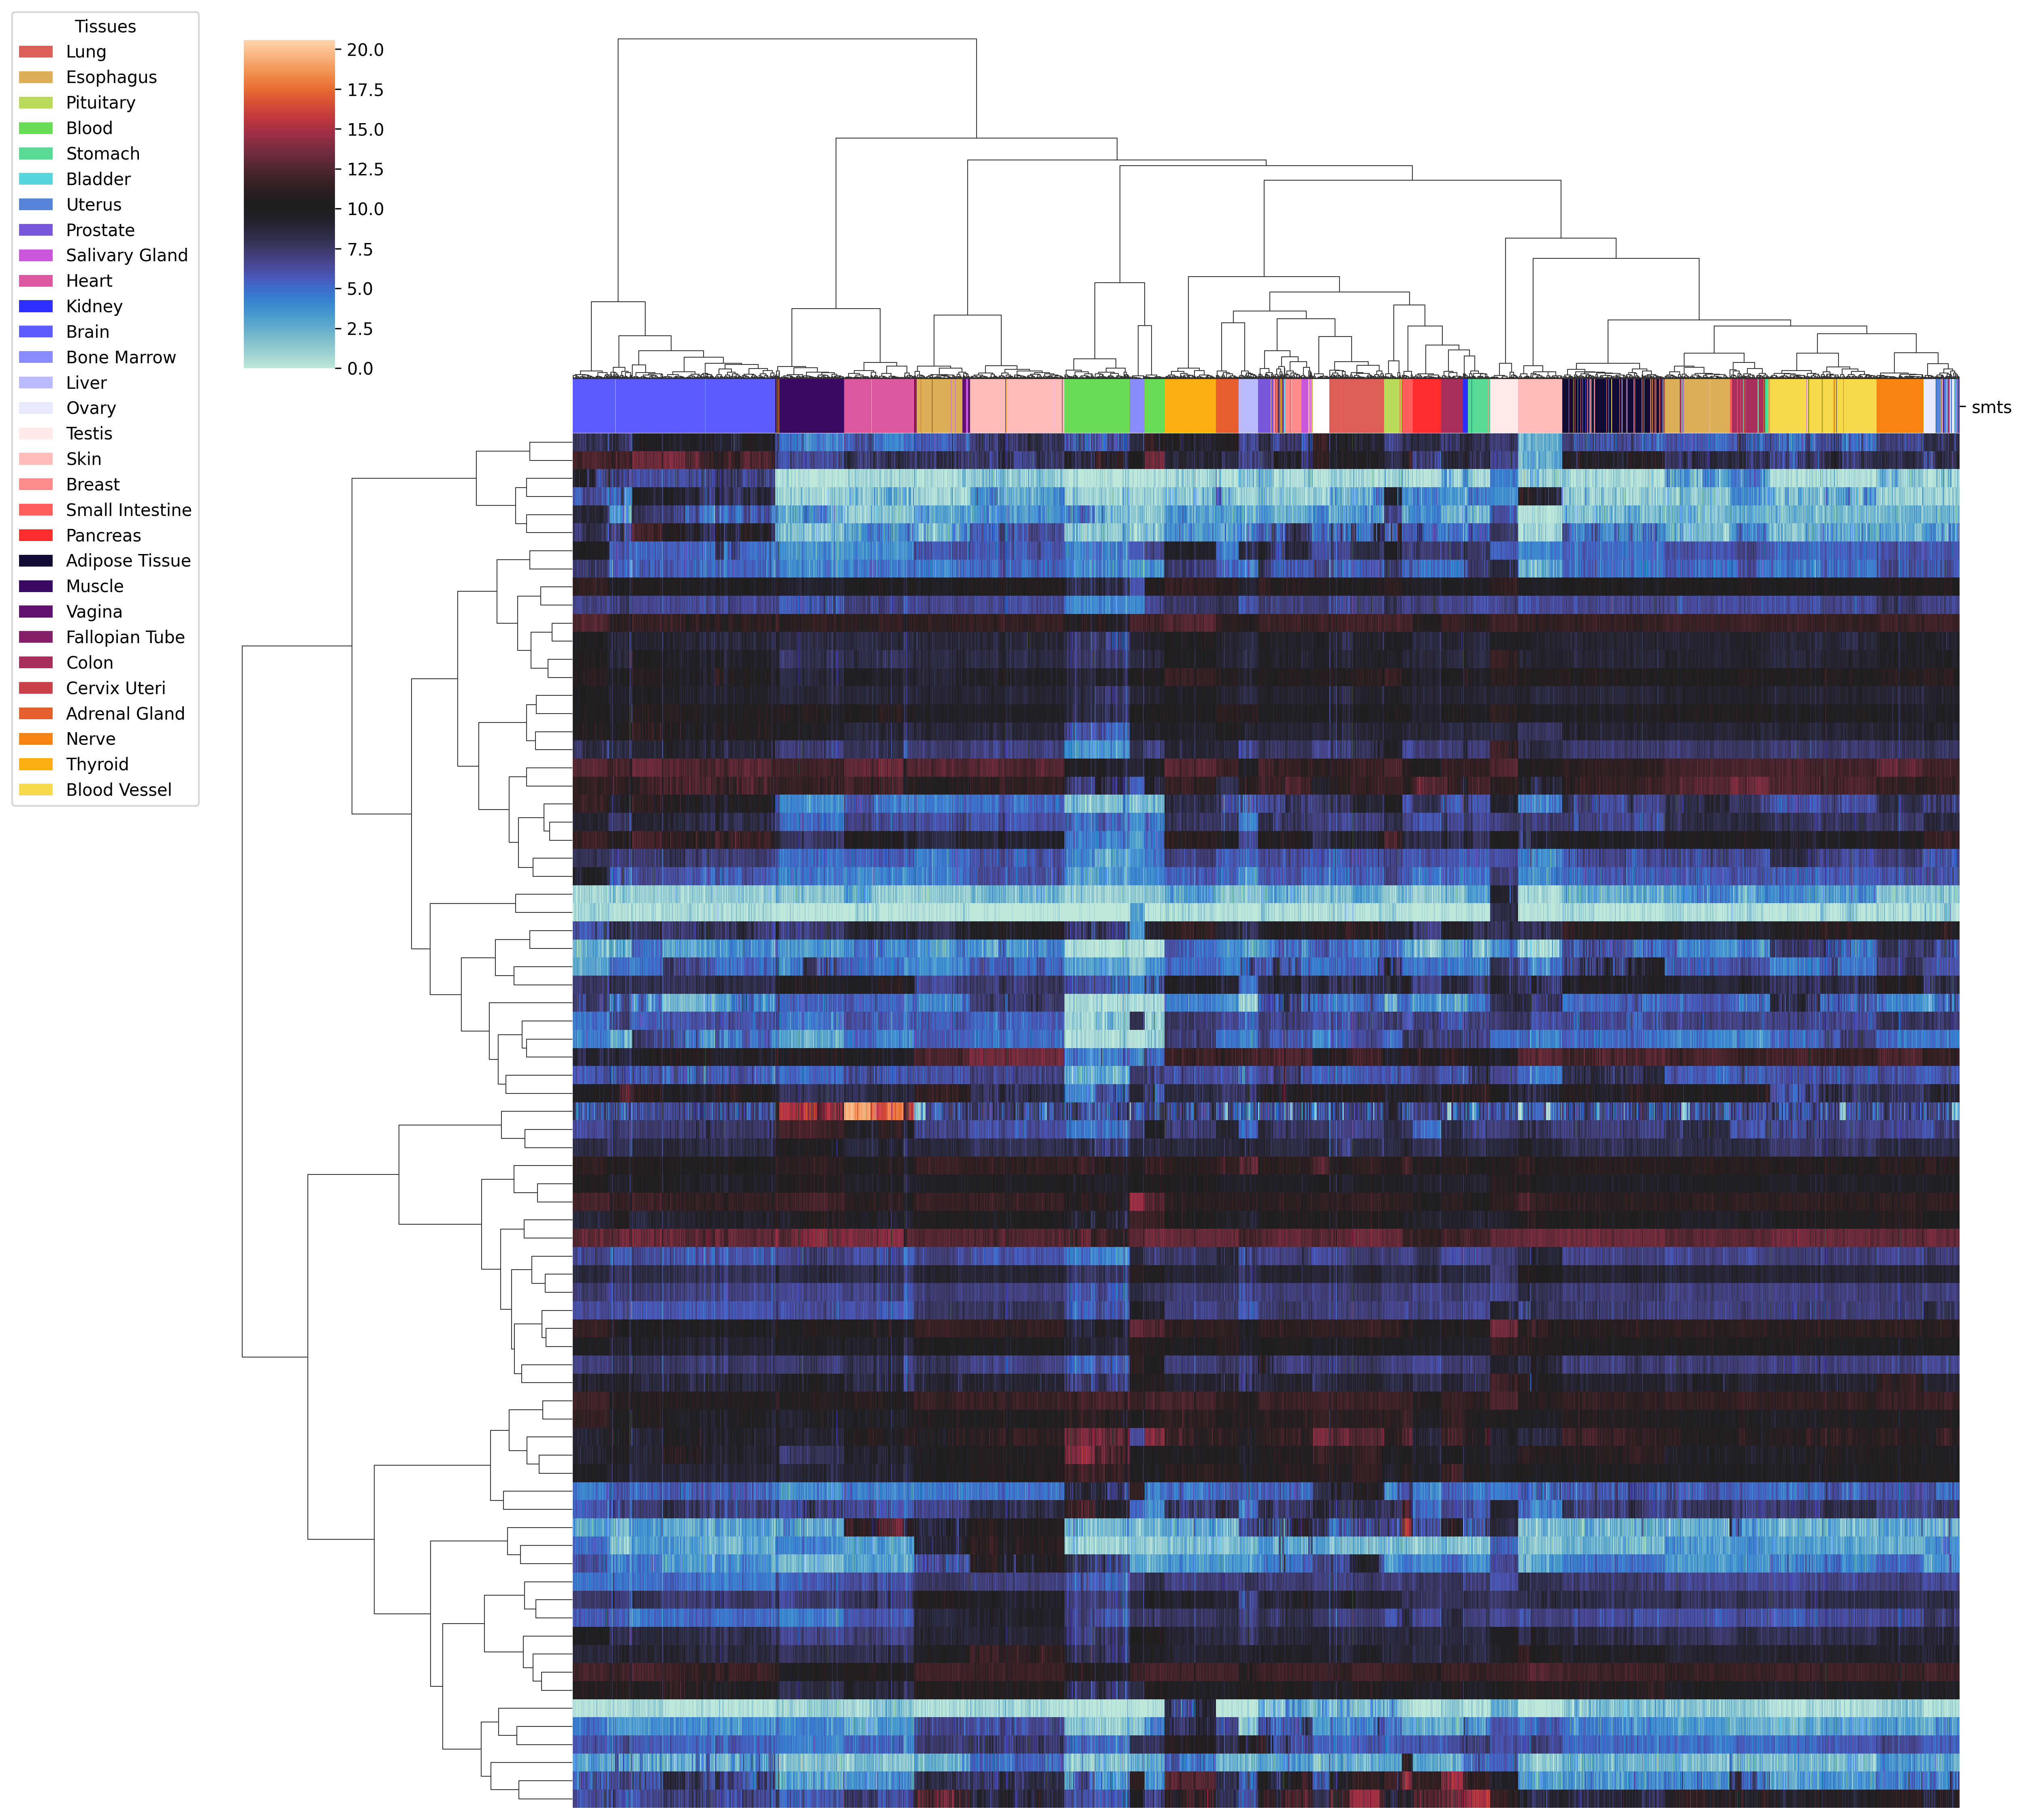 Tissues
Lung
Esophagus
Pituitary
Blood
Stomach
Bladder
Uterus
Prostate
Salivary Gland
Heart
Kidney
Brain
Bone Marrow
Liver
Ovary
Testis
Skin
Breast
Small Intestine
Pancreas
Adipose Tissue
Muscle
Vagina
Fallopian Tube
Colon
Cervix Uteri
Adrenal Gland
Nerve
Thyroid
Blood Vessel
20.0
17.5
15.0
12.5
10.0
7.5
5.0
2.5
0.0
smts